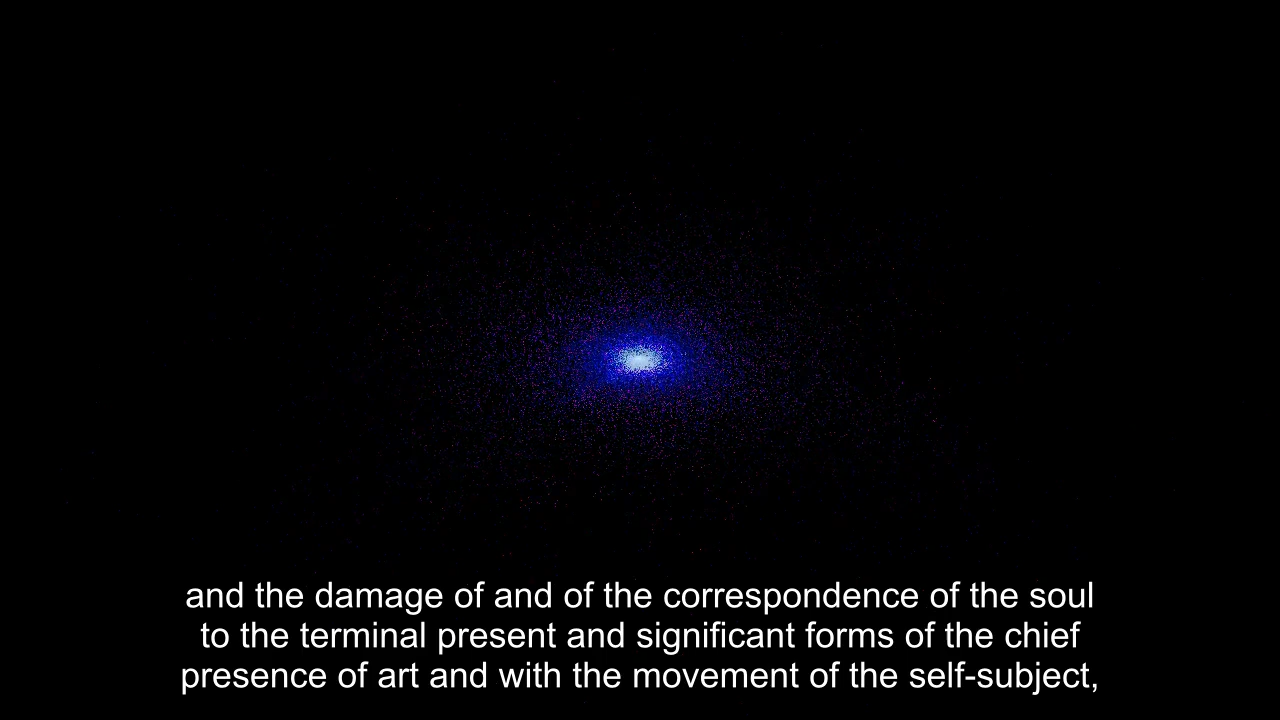 and the damage of and of the correspondence of the soul
to the terminal present and significant forms of the chief
presence of art and with the movement of the self-subject,